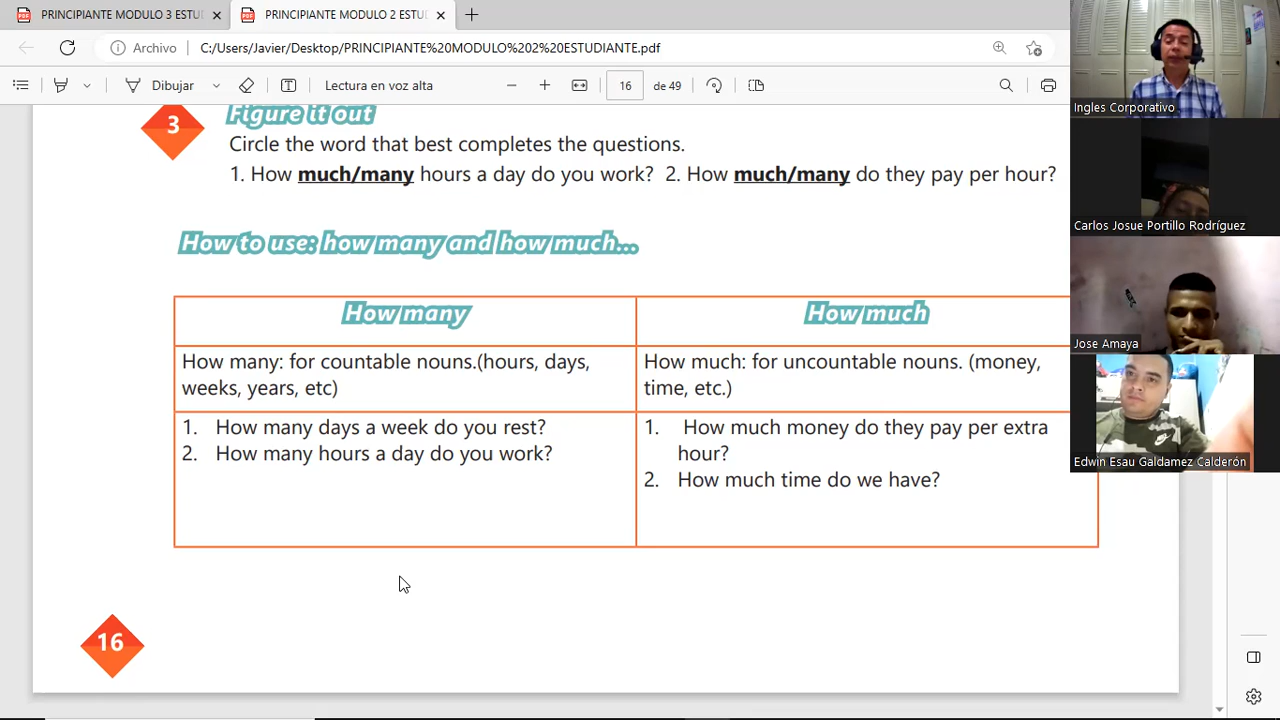 PRINCIPIANTE MODULO 3 ESTU
PRINCIPIANTE MODULO 2 ESTU
Archivo
C:/Users/Javier/Desktop/PRINCIPIANTE%20MODULO%202%20ESTUDIANTE.pdf
Dibujar
Lectura en voz alta
16
de 49
3
Figure it out
Circle the word that best completes the questions.
1. How much/many hours a day do you work? 2. How much/many do they pay per hour?
How to use: how many and how much...
How many
How much
How many: for countable nouns.(hours, days,
weeks, years, etc)
How much: for uncountable nouns. (money,
time, etc.)
1. How many days a week do you rest?
2. How many hours a day do you work?
1. How much money do they pay per extra
hour?
2. How much time do we have?
16
Ingles Corporativo
Carlos Josue Portillo Rodríguez
Jose Amaya
Edwin Esau Galdamez Calderón